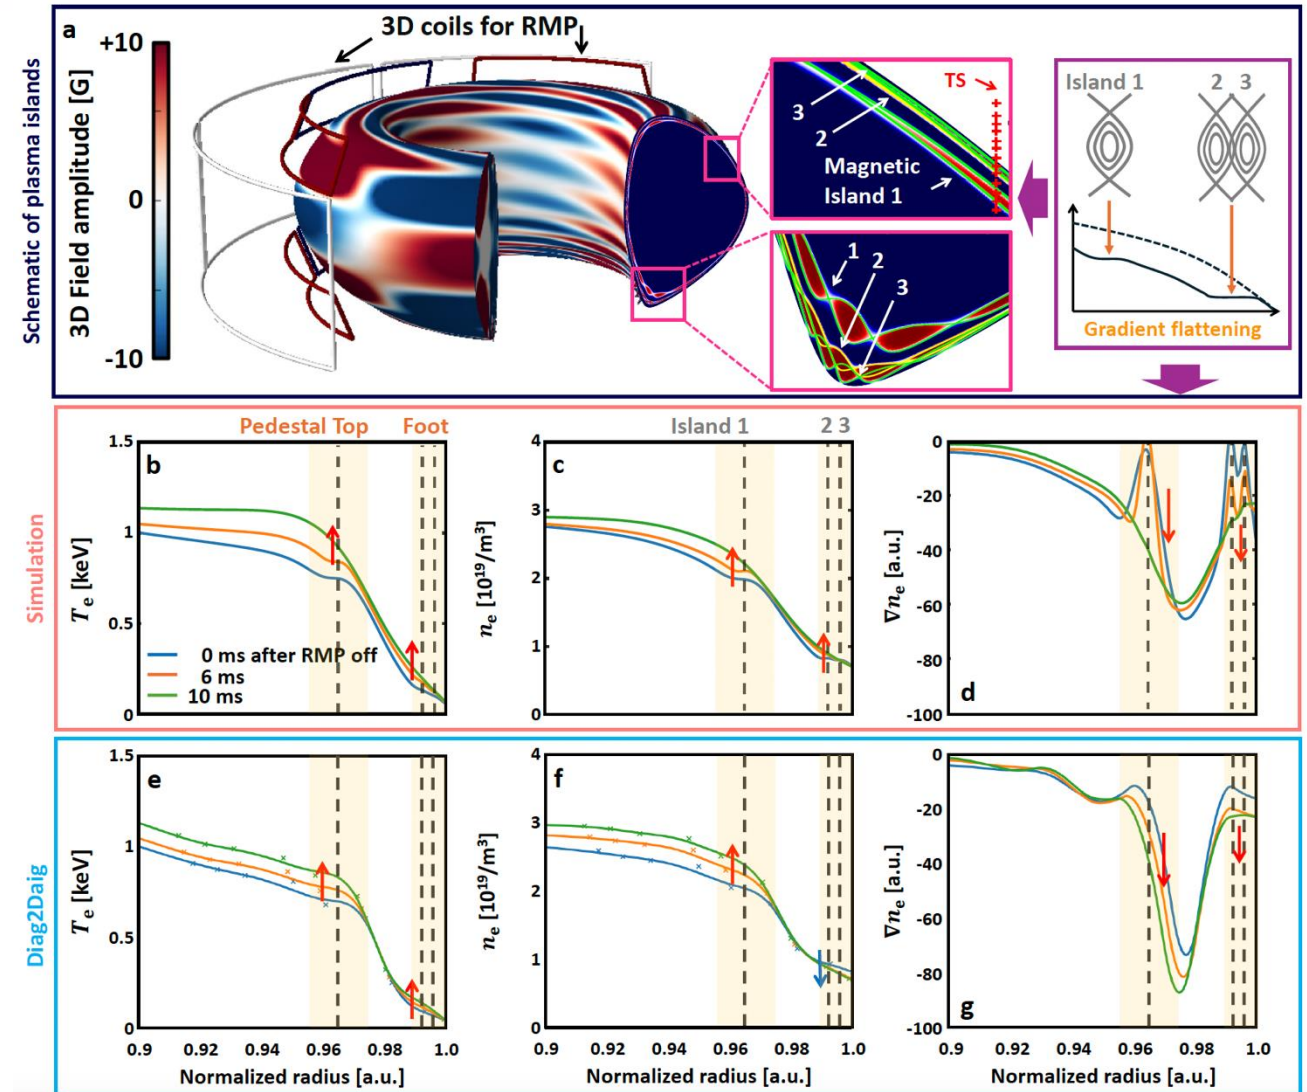 Schematic of plasma islands
a
3D coils for RMP
+10
0
-10
3D Field amplitude [G]
3
2
Magnetic
Island 1
TS
1
2
3
Island 1
2 3
Gradient flattening
Simulation
Pedestal Top
Foot
b
1.5
1
0.5
0
Tₑ [keV]
0 ms after RMP off
6 ms
10 ms
Island 1
2 3
c
4
3
2
1
0
nₑ [10¹⁹/m³]
d
0
-20
-40
-60
-80
-100
∇nₑ [a.u.]
Diag2Daig
e
1.5
1
0.5
0
Tₑ [keV]
0.9 0.92 0.94 0.96 0.98 1.0
Normalized radius [a.u.]
f
4
3
2
1
0
nₑ [10¹⁹/m³]
0.9 0.92 0.94 0.96 0.98 1.0
Normalized radius [a.u.]
g
0
-20
-40
-60
-80
-100
∇nₑ [a.u.]
0.9 0.92 0.94 0.96 0.98 1.0
Normalized radius [a.u.]